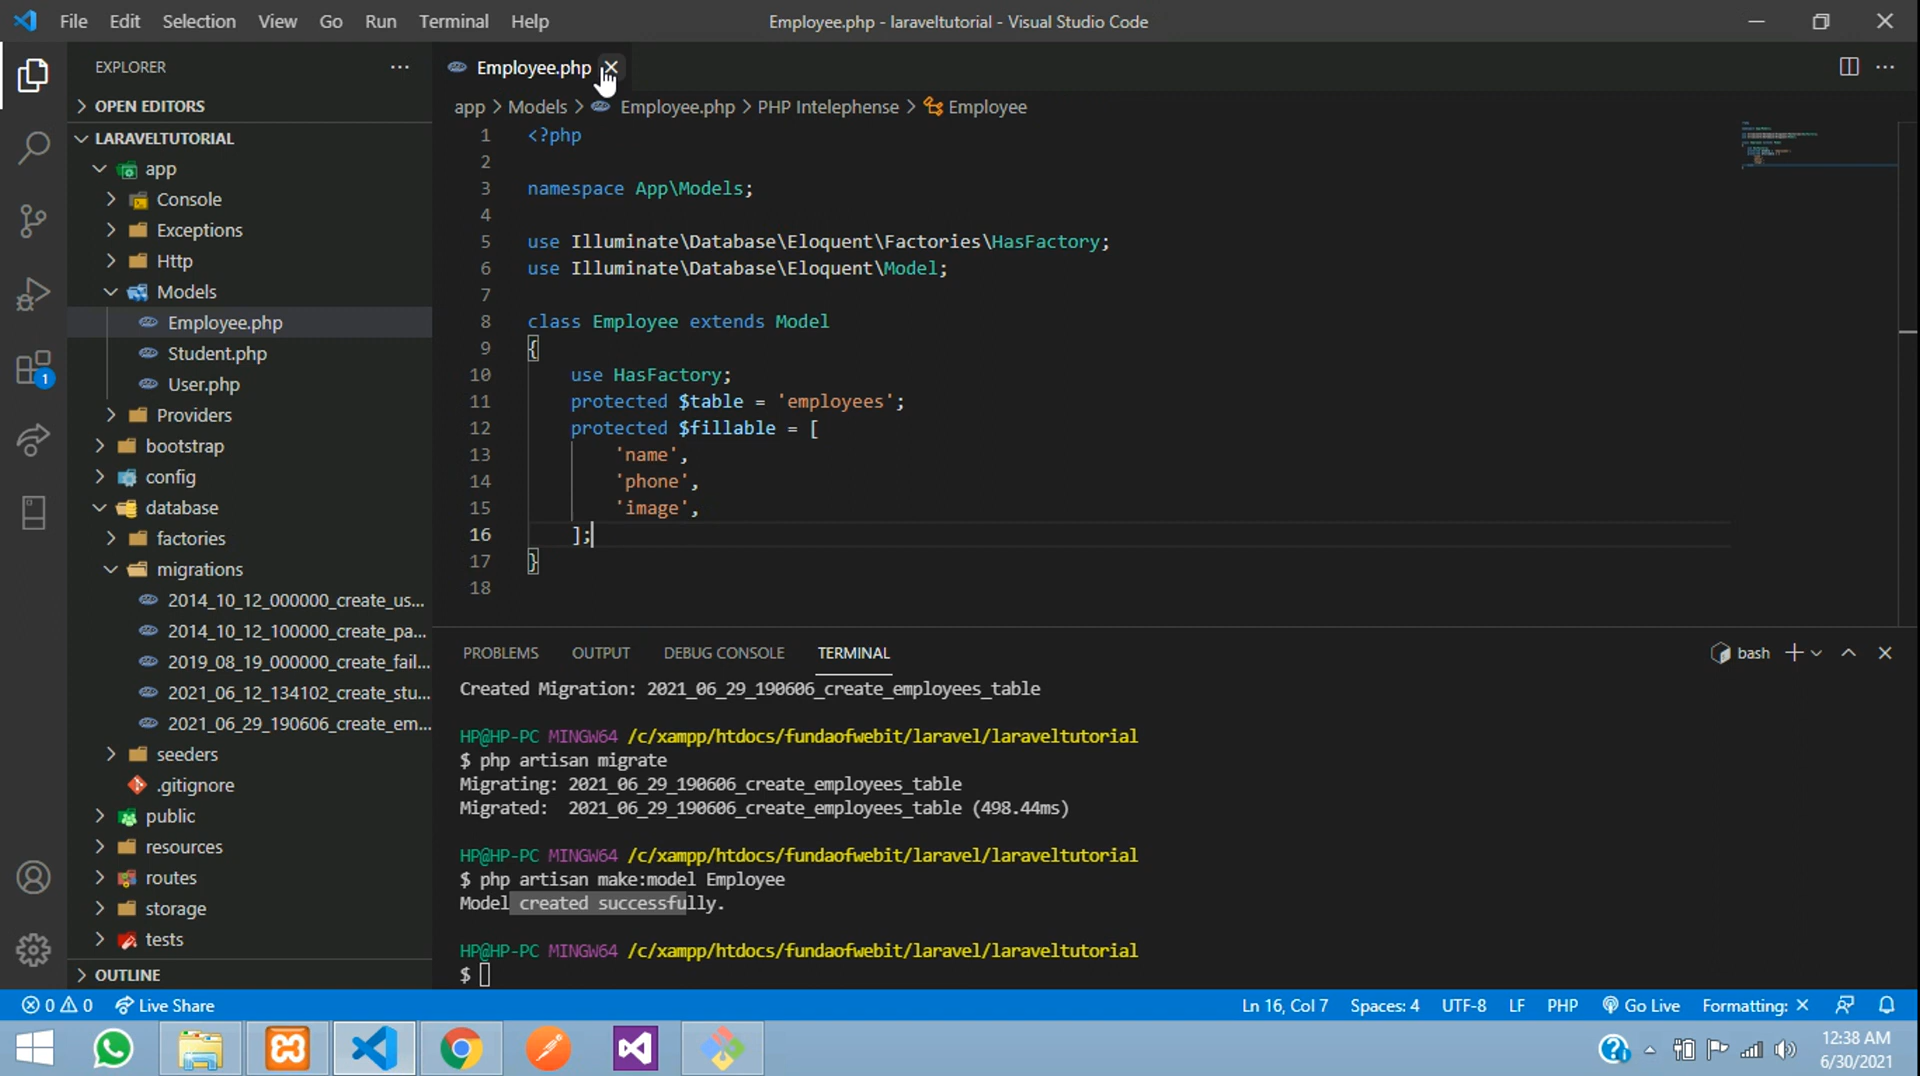 File Edit Selection View Go Run Terminal Help
Employee.php - laraveltutorial - Visual Studio Code
EXPLORER
OPEN EDITORS
LARAVELTUTORIAL
app
Console
Exceptions
Http
Models
Employee.php
Student.php
User.php
Providers
bootstrap
config
database
factories
migrations
2014_10_12_000000_create_us...
2014_10_12_100000_create_pa...
2019_08_19_000000_create_fail...
2021_06_12_134102_create_stu...
2021_06_29_190606_create_em...
seeders
.gitignore
public
resources
routes
storage
tests
OUTLINE
1
Employee.php
app > Models > Employee.php > PHP Intelephense > Employee
1 <?php
2
3 namespace App\Models;
4
5 use Illuminate\Database\Eloquent\Factories\HasFactory;
6 use Illuminate\Database\Eloquent\Model;
7
8 class Employee extends Model
9 {
10 use HasFactory;
11 protected $table = 'employees';
12 protected $fillable = [
13 'name',
14 'phone',
15 'image',
16 ];
17 }
18
PROBLEMS OUTPUT DEBUG CONSOLE TERMINAL
bash
Created Migration: 2021_06_29_190606_create_employees_table
HP@HP-PC MINGW64 /c/xampp/htdocs/fundaofwebit/laravel/laraveltutorial
$ php artisan migrate
Migrating: 2021_06_29_190606_create_employees_table
Migrated: 2021_06_29_190606_create_employees_table (498.44ms)
HP@HP-PC MINGW64 /c/xampp/htdocs/fundaofwebit/laravel/laraveltutorial
$ php artisan make:model Employee
Model created successfully.
HP@HP-PC MINGW64 /c/xampp/htdocs/fundaofwebit/laravel/laraveltutorial
$
0 0 Live Share
Ln 16, Col 7 Spaces: 4 UTF-8 LF PHP Go Live Formatting: ×
12:38 AM
6/30/2021